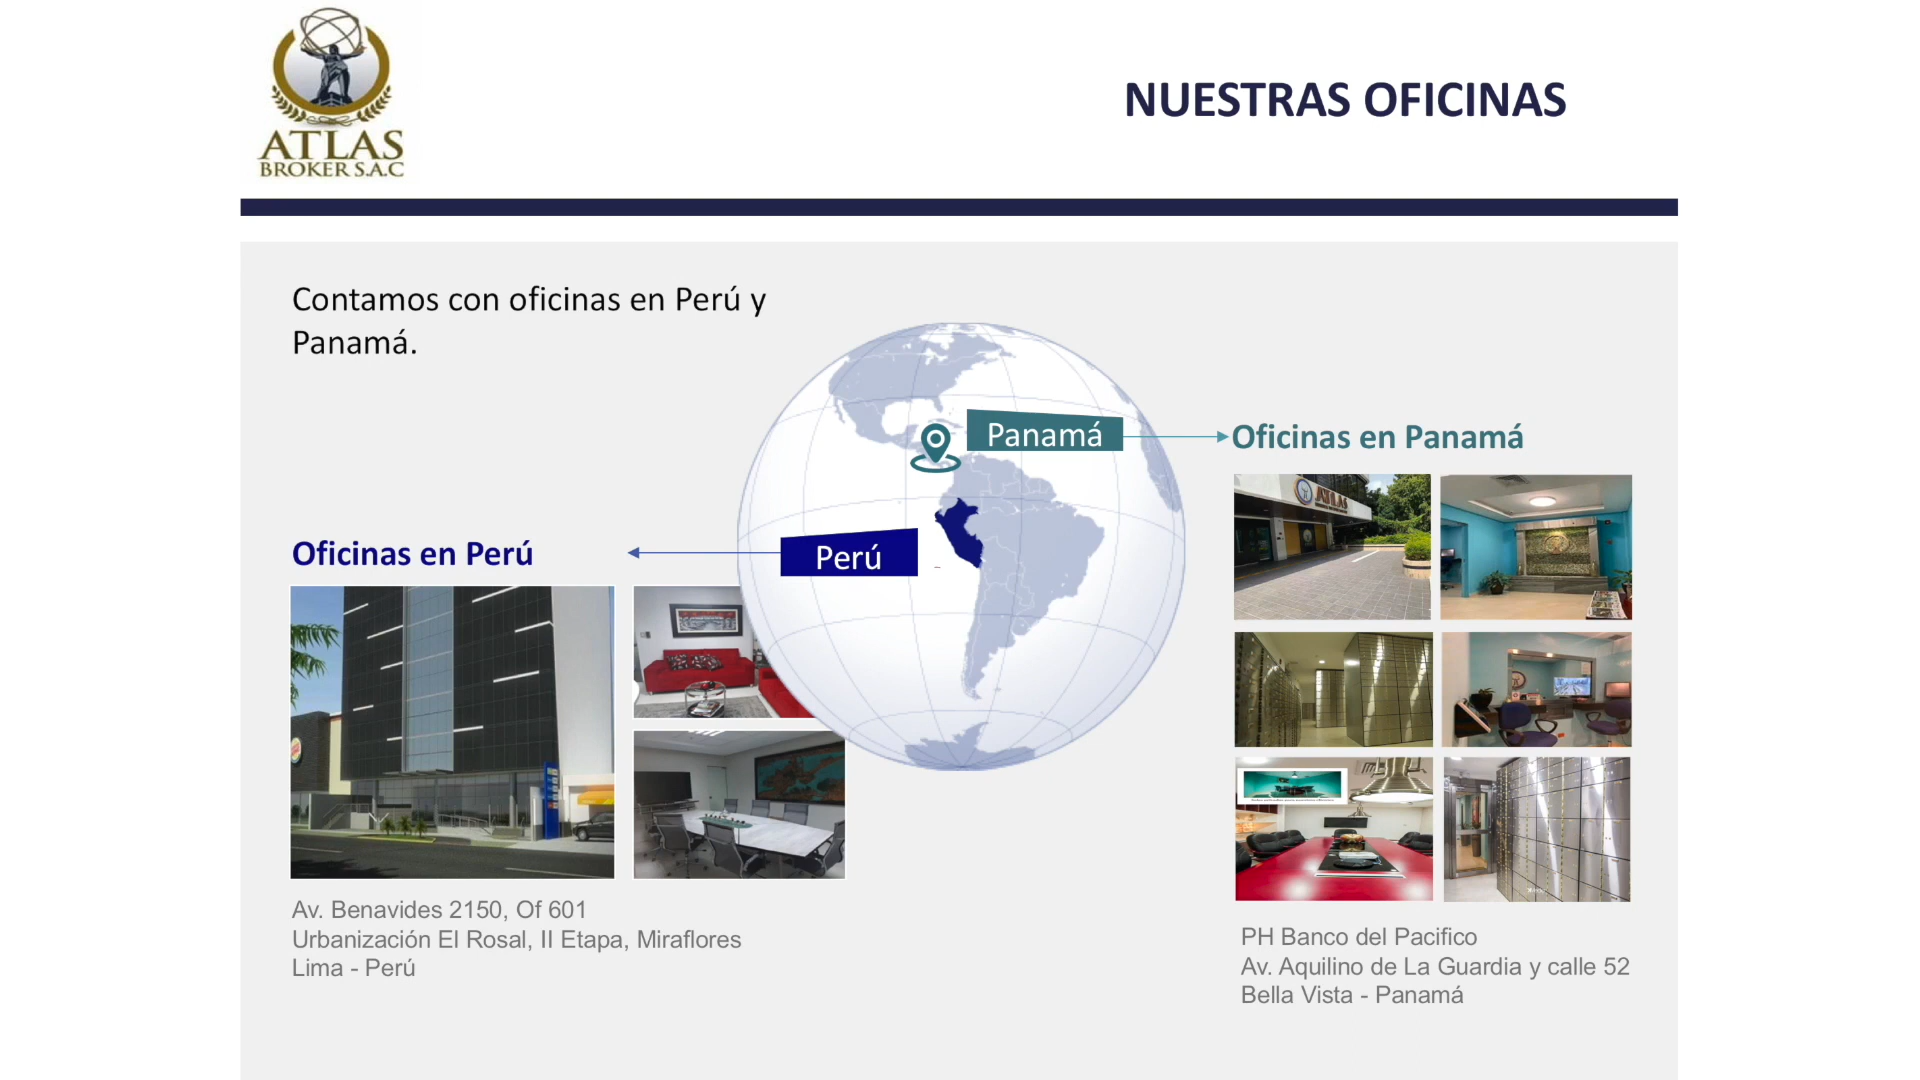 ATLAS
BROKER S.A.C
NUESTRAS OFICINAS
Contamos con oficinas en Perú y
Panamá.
Panamá
Oficinas en Panamá
ATLAS
Perú
Oficinas en Perú
Av. Benavides 2150, Of 601
Urbanización El Rosal, II Etapa, Miraflores
Lima - Perú
PH Banco del Pacifico
Av. Aquilino de La Guardia y calle 52
Bella Vista - Panamá